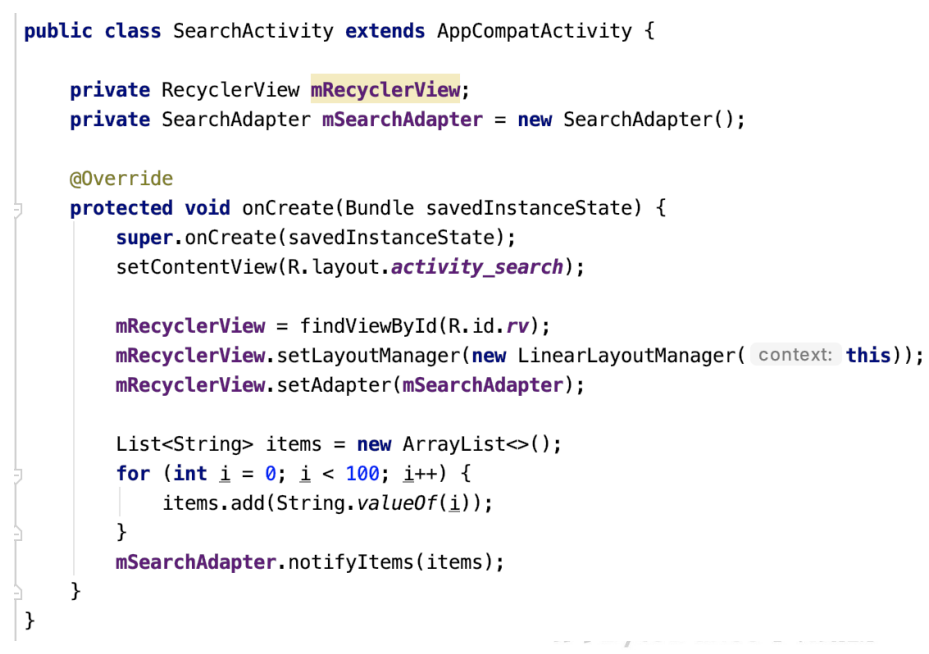 public class SearchActivity extends AppCompatActivity {
private RecyclerView mRecyclerView;
private SearchAdapter mSearchAdapter = new SearchAdapter();
@Override
protected void onCreate(Bundle savedInstanceState) {
super.onCreate(savedInstanceState);
setContentView(R.layout.activity_search);
mRecyclerView = findViewById(R.id.rv);
mRecyclerView.setLayoutManager(new LinearLayoutManager( context: this));
mRecyclerView.setAdapter(mSearchAdapter);
List<String> items = new ArrayList<>();
for (int i = 0; i < 100; i++) {
items.add(String.valueOf(i));
}
mSearchAdapter.notifyItems(items);
}
}